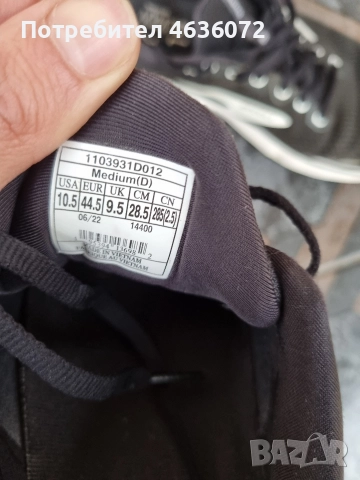 Потребител 4636072
1103931D012
Medium(D)
USA EUR UK CM CN
10.5 44.5 9.5 28.5 285(2.5)
06/22 14400
MADE IN VIETNAM
BAZAR